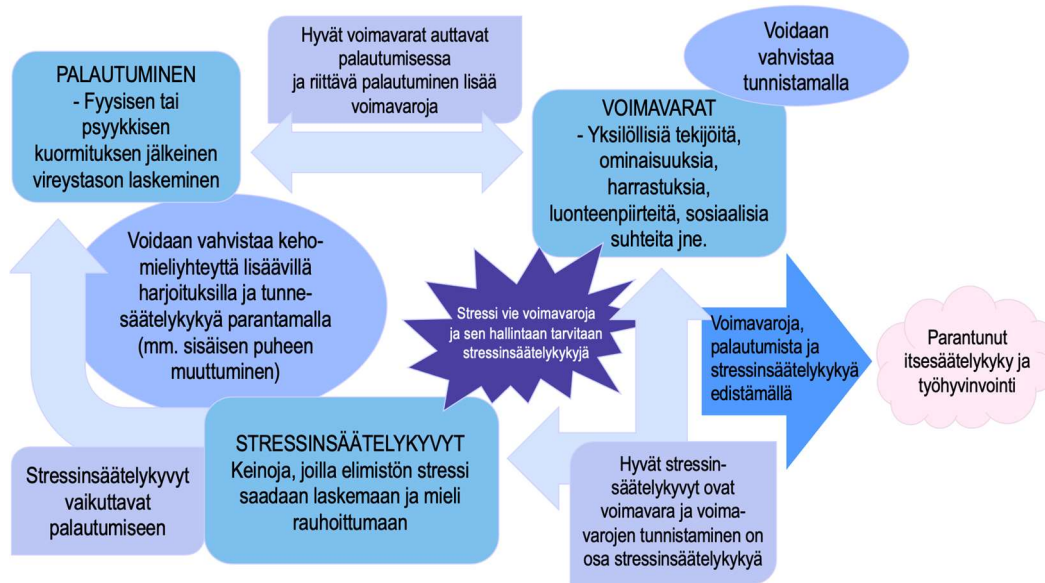 Hyvät voimavarat auttavat
palautumisessa
ja riittävä palautuminen lisää
voimavaroja
Voidaan
vahvistaa
tunnistamalla
PALAUTUMINEN
- Fyysisen tai
psyykkisen
kuormituksen jälkeinen
vireystason laskeminen
VOIMAVARAT
- Yksilöllisiä tekijöitä,
ominaisuuksia,
harrastuksia,
luonteenpiirteitä, sosiaalisia
suhteita jne.
Voidaan vahvistaa keho-
mieliyhteyttä lisäävillä
harjoituksilla ja tunne-
säätelykykyä parantamalla
(mm. sisäisen puheen
muuttuminen)
Stressi vie voimavaroja
ja sen hallintaan tarvitaan
stressinsäätelykykyjä
Voimavaroja,
palautumista ja
stressinsäätelykykyä
edistämällä
Parantunut
itsesäätelykyky ja
työhyvinvointi
STRESSINSÄÄTELYKYVYT
Keinoja, joilla elimistön stressi
saadaan laskemaan ja mieli
rauhoittumaan
Stressinsäätelykyvyt
vaikuttavat
palautumiseen
Hyvät stressin-
säätelykyvyt ovat
voimavara ja voima-
varojen tunnistaminen on
osa stressinsäätelykykyä